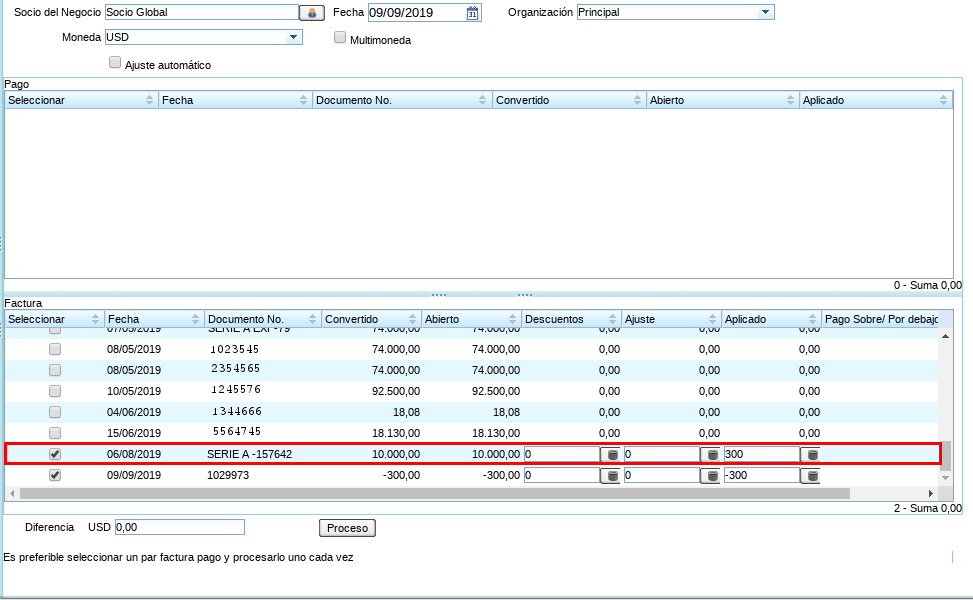 Socio del Negocio Socio Global Fecha 09/09/2019 31 Organización Principal
Moneda USD Multimoneda
Ajuste automático
Pago
Seleccionar Fecha Documento No. Convertido Abierto Aplicado
0 - Suma 0,00
Factura
Seleccionar Fecha Documento No. Convertido Abierto Descuentos Ajuste Aplicado Pago Sobre/ Por debajo
07/05/2019 SERIE A EXP-79 74.000,00 74.000,00 0,00 0,00 0,00
08/05/2019 1023545 74.000,00 74.000,00 0,00 0,00 0,00
08/05/2019 2354565 74.000,00 74.000,00 0,00 0,00 0,00
10/05/2019 1245576 92.500,00 92.500,00 0,00 0,00 0,00
04/06/2019 1344666 18,08 18,08 0,00 0,00 0,00
15/06/2019 5564745 18.130,00 18.130,00 0,00 0,00 0,00
06/08/2019 SERIE A -157642 10.000,00 10.000,00 0 0 300
09/09/2019 1029973 -300,00 -300,00 0 0 -300
2 - Suma 0,00
Diferencia USD 0,00 Proceso
Es preferible seleccionar un par factura pago y procesarlo uno cada vez